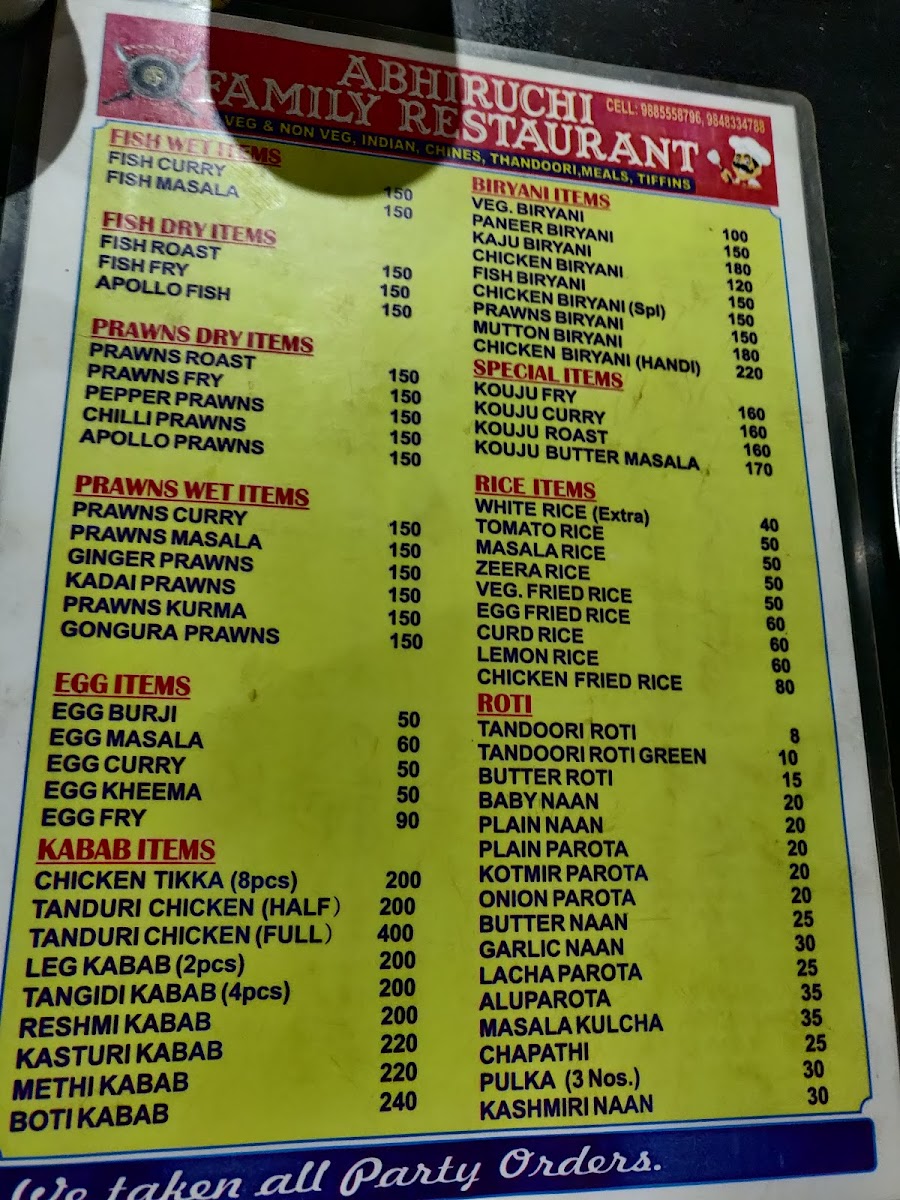 ABHIRUCHI
FAMILY RESTAURANT
CELL: 9885558796, 9848334788
VEG & NON VEG, INDIAN, CHINES, THANDOORI,MEALS, TIFFINS
FISH WET ITEMS
FISH CURRY 150
FISH MASALA 150
FISH DRY ITEMS
FISH ROAST 150
FISH FRY 150
APOLLO FISH 150
PRAWNS DRY ITEMS
PRAWNS ROAST 150
PRAWNS FRY 150
PEPPER PRAWNS 150
CHILLI PRAWNS 150
APOLLO PRAWNS 150
PRAWNS WET ITEMS
PRAWNS CURRY 150
PRAWNS MASALA 150
GINGER PRAWNS 150
KADAI PRAWNS 150
PRAWNS KURMA 150
GONGURA PRAWNS 150
EGG ITEMS
EGG BURJI 50
EGG MASALA 60
EGG CURRY 50
EGG KHEEMA 50
EGG FRY 90
KABAB ITEMS
CHICKEN TIKKA (8pcs) 200
TANDURI CHICKEN (HALF) 200
TANDURI CHICKEN (FULL) 400
LEG KABAB (2pcs) 200
TANGIDI KABAB (4pcs) 200
RESHMI KABAB 200
KASTURI KABAB 220
METHI KABAB 220
BOTI KABAB 240
BIRYANI ITEMS
VEG. BIRYANI 100
PANEER BIRYANI 150
KAJU BIRYANI 180
CHICKEN BIRYANI 120
FISH BIRYANI 150
CHICKEN BIRYANI (Spl) 150
PRAWNS BIRYANI 150
MUTTON BIRYANI 180
CHICKEN BIRYANI (HANDI) 220
SPECIAL ITEMS
KOUJU FRY 160
KOUJU CURRY 160
KOUJU ROAST 160
KOUJU BUTTER MASALA 170
RICE ITEMS
WHITE RICE (Extra) 40
TOMATO RICE 50
MASALA RICE 50
ZEERA RICE 50
VEG. FRIED RICE 50
EGG FRIED RICE 60
CURD RICE 60
LEMON RICE 60
CHICKEN FRIED RICE 80
ROTI
TANDOORI ROTI 8
TANDOORI ROTI GREEN 10
BUTTER ROTI 15
BABY NAAN 20
PLAIN NAAN 20
PLAIN PAROTA 20
KOTMIR PAROTA 20
ONION PAROTA 20
BUTTER NAAN 25
GARLIC NAAN 30
LACHA PAROTA 25
ALUPAROTA 35
MASALA KULCHA 35
CHAPATHI 25
PULKA (3 Nos.) 30
KASHMIRI NAAN 30
We taken all Party Orders.